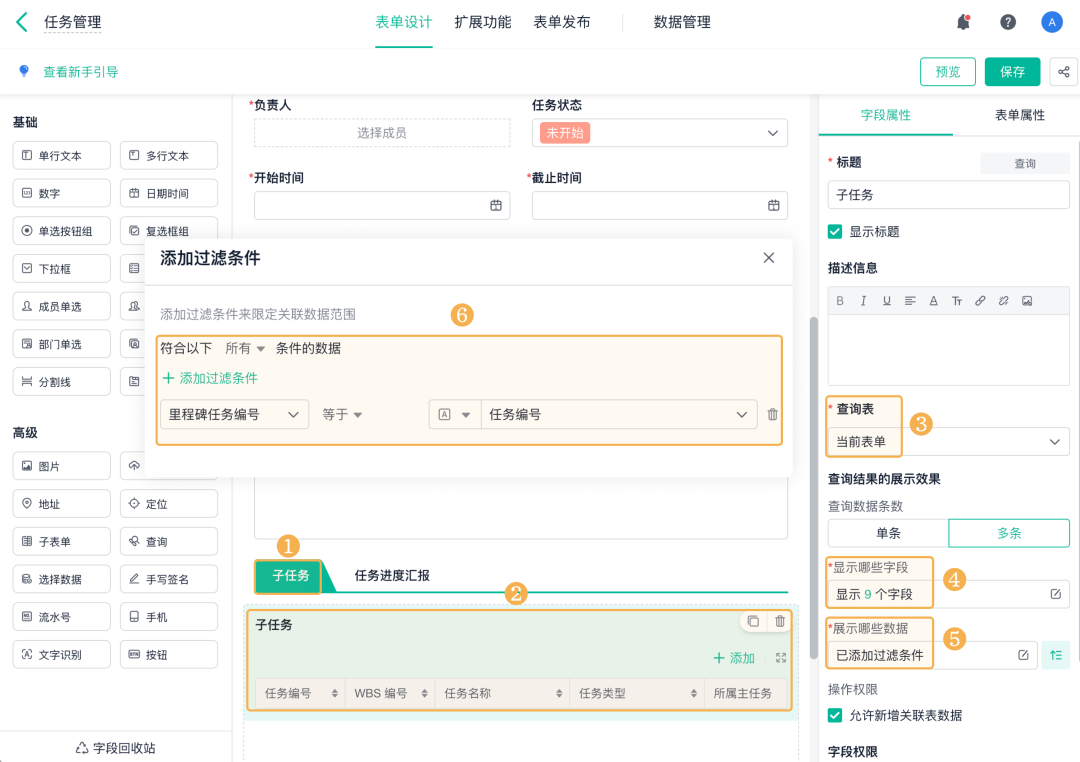 任务管理
表单设计
扩展功能
表单发布
数据管理
A
查看新手引导
预览
保存
基础
单行文本
多行文本
数字
日期时间
单选按钮组
复选框组
下拉框
成员单选
部门单选
分割线
高级
图片
地址
定位
子表单
查询
选择数据
手写签名
流水号
手机
文字识别
按钮
字段回收站
*负责人
选择成员
任务状态
未开始
*开始时间
*截止时间
添加过滤条件
添加过滤条件来限定关联数据范围
6
符合以下 所有 条件的数据
+ 添加过滤条件
里程碑任务编号 等于 A 任务编号
1
子任务
任务进度汇报
2
子任务
+ 添加
任务编号 WBS 编号 任务名称 任务类型 所属主任务
字段属性
表单属性
* 标题
查询
子任务
显示标题
描述信息
B I U A Tr
* 查询表
3
当前表单
查询结果的展示效果
查询数据条数
单条
多条
*显示哪些字段
4
显示 9 个字段
*展示哪些数据
5
已添加过滤条件
操作权限
允许新增关联表数据
字段权限